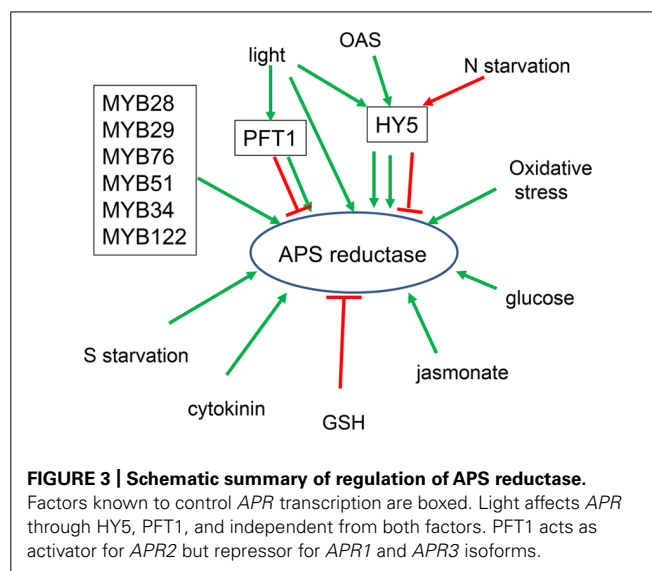 light
OAS
N starvation
MYB28
MYB29
MYB76
MYB51
MYB34
MYB122
PFT1
HY5
Oxidative
stress
APS reductase
glucose
S starvation
jasmonate
cytokinin
GSH
FIGURE 3 | Schematic summary of regulation of APS reductase.
Factors known to control APR transcription are boxed. Light affects APR
through HY5, PFT1, and independent from both factors. PFT1 acts as
activator for APR2 but repressor for APR1 and APR3 isoforms.